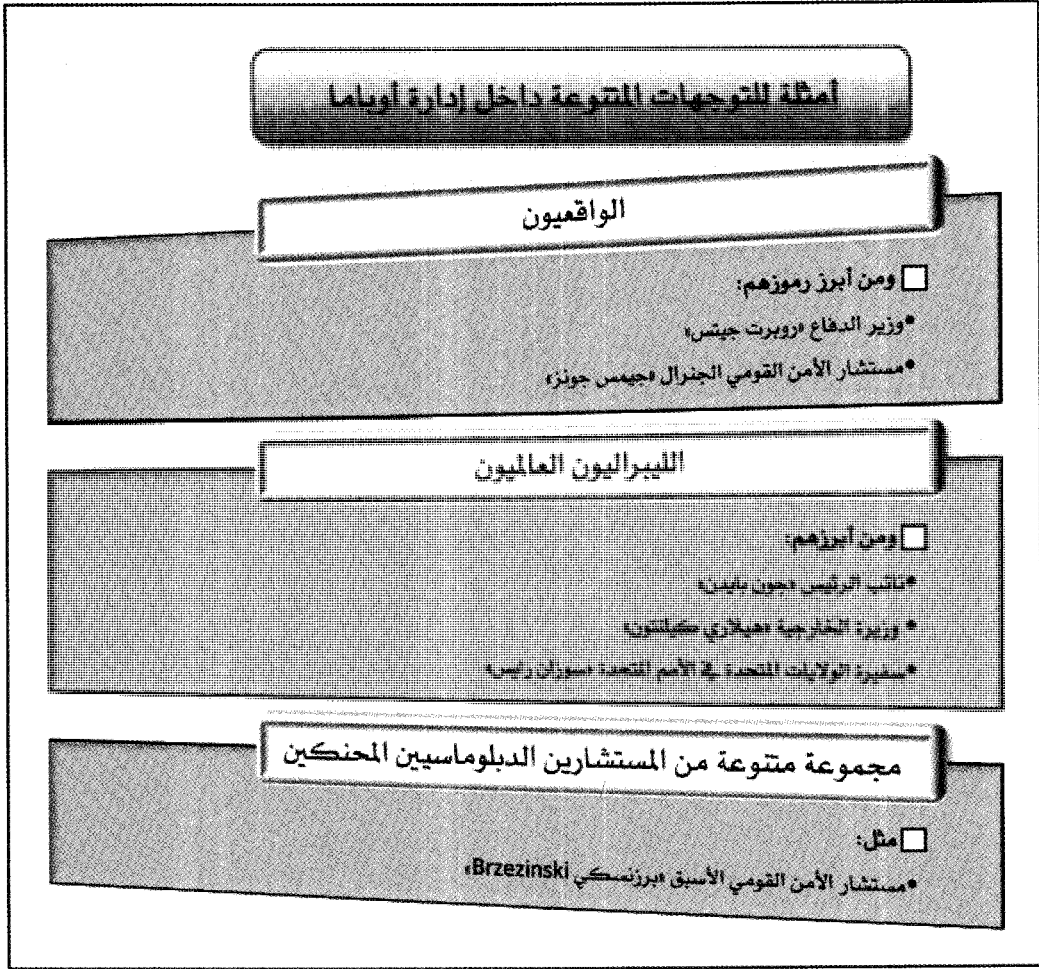 أمثلة للتوجهات المتنوعة داخل إدارة أوباما
الواقعيون
ومن أبرز رموزهم:
•وزير الدفاع «روبرت جيتس»
•مستشار الأمن القومي الجنرال «جيمس جونز»
الليبراليون العالميون
ومن أبرزهم:
•نائب الرئيس «جون بايدن»
• وزيرة الخارجية «هيلاري كيلنتون»
•سفيرة الولايات المتحدة في الأمم المتحدة «سوزان رايس»
مجموعة متنوعة من المستشارين الدبلوماسيين المحنكين
مثل:
•مستشار الأمن القومي الأسبق «برزنسكي Brzezinski»